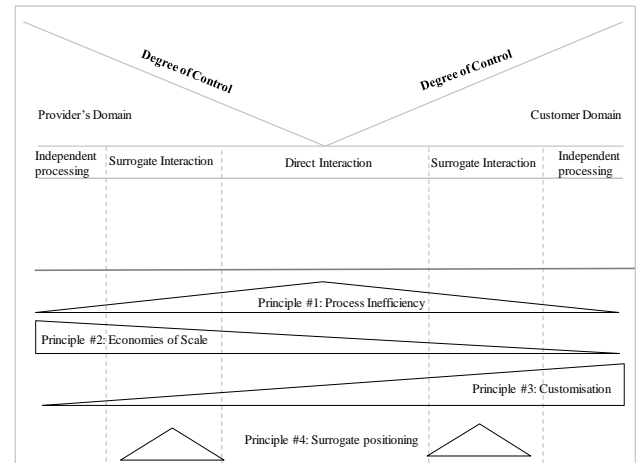 Degree of Control
Degree of Control
Provider's Domain
Customer Domain
Independent
processing
Surrogate Interaction
Direct Interaction
Surrogate Interaction
Independent
processing
Principle #1: Process Inefficiency
Principle #2: Economies of Scale
Principle #3: Customisation
Principle #4: Surrogate positioning